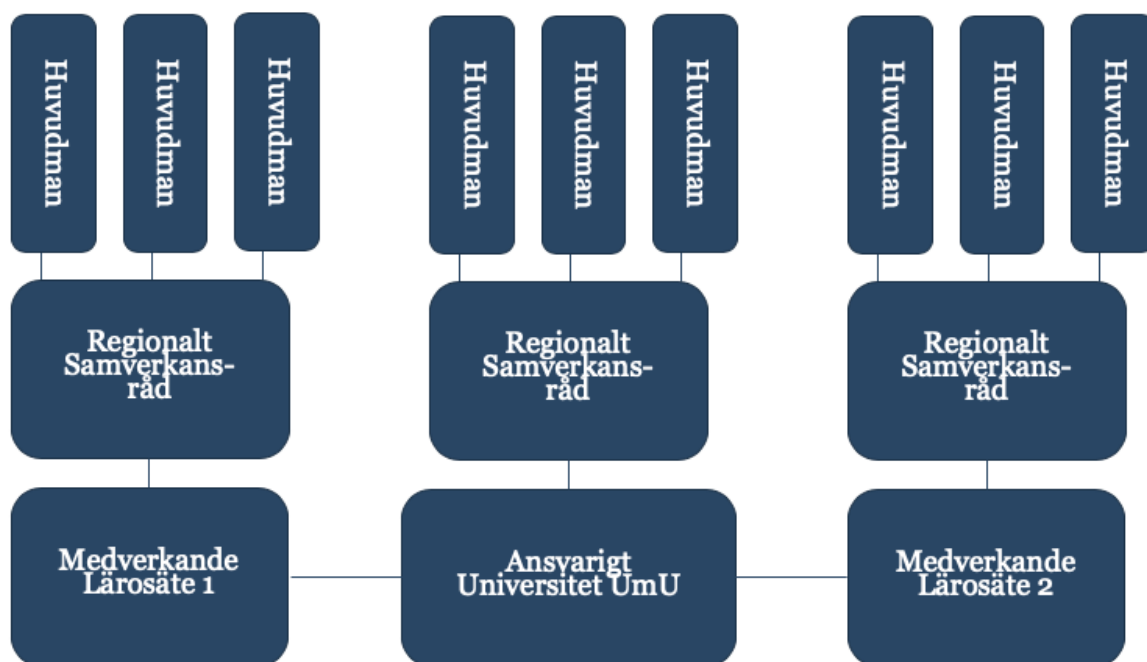 Huvudman
Huvudman
Huvudman
Huvudman
Huvudman
Huvudman
Huvudman
Huvudman
Huvudman
Regionalt
Samverkans-
råd
Regionalt
Samverkans-
råd
Regionalt
Samverkans-
råd
Medverkande
Lärosäte 1
Ansvarigt
Universitet UmU
Medverkande
Lärosäte 2